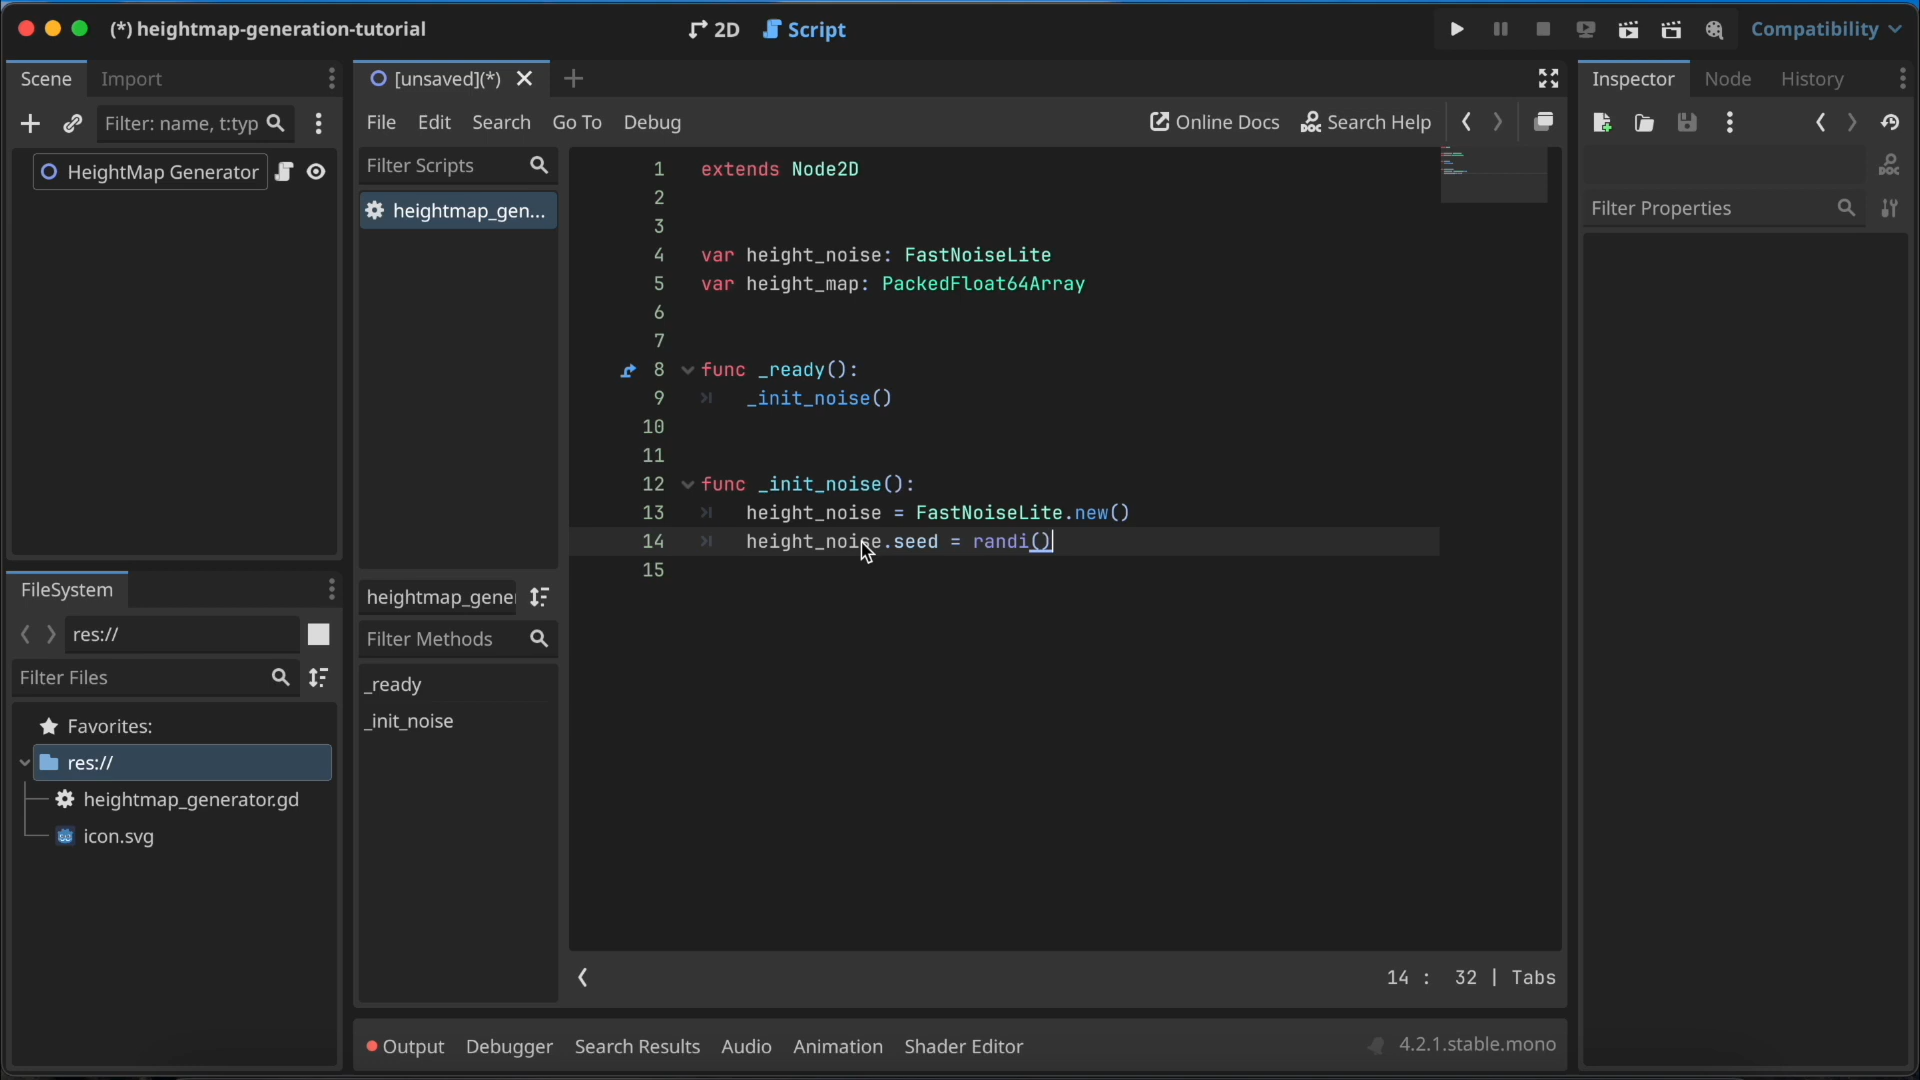 (*) heightmap-generation-tutorial
2D
Script
Compatibility
Scene
Import
Filter: name, t:typ
HeightMap Generator
FileSystem
res://
Filter Files
Favorites:
res://
heightmap_generator.gd
icon.svg
[unsaved](*)
File Edit Search Go To Debug
Online Docs
Search Help
Filter Scripts
heightmap_gen...
heightmap_gene
Filter Methods
_ready
_init_noise
1 extends Node2D
2
3
4 var height_noise: FastNoiseLite
5 var height_map: PackedFloat64Array
6
7
8 func _ready():
9 _init_noise()
10
11
12 func _init_noise():
13 height_noise = FastNoiseLite.new()
14 height_noise.seed = randi()
15
14 : 32 | Tabs
Output Debugger Search Results Audio Animation Shader Editor
4.2.1.stable.mono
Inspector
Node
History
DOC
Filter Properties